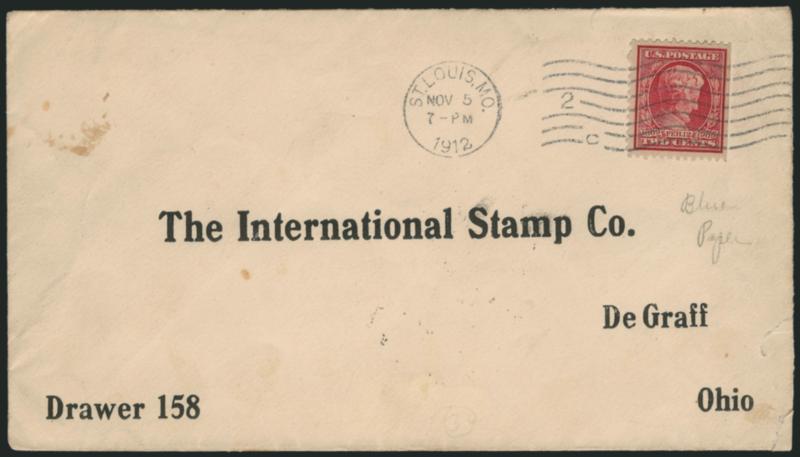 ST. LOUIS, MO.
NOV 5
7-PM
1912
2
C
U.S. POSTAGE
TWO CENTS
Blue
Paper
The International Stamp Co.
De Graff
Drawer 158
Ohio